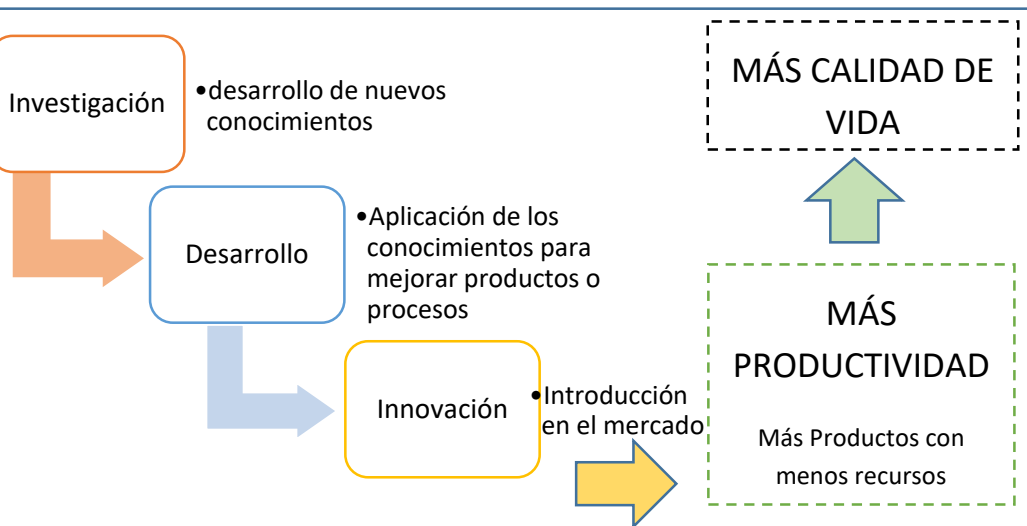 Investigación
•desarrollo de nuevos
conocimientos
Desarrollo
•Aplicación de los
conocimientos para
mejorar productos o
procesos
Innovación
•Introducción
en el mercado
MÁS CALIDAD DE
VIDA
MÁS
PRODUCTIVIDAD
Más Productos con
menos recursos